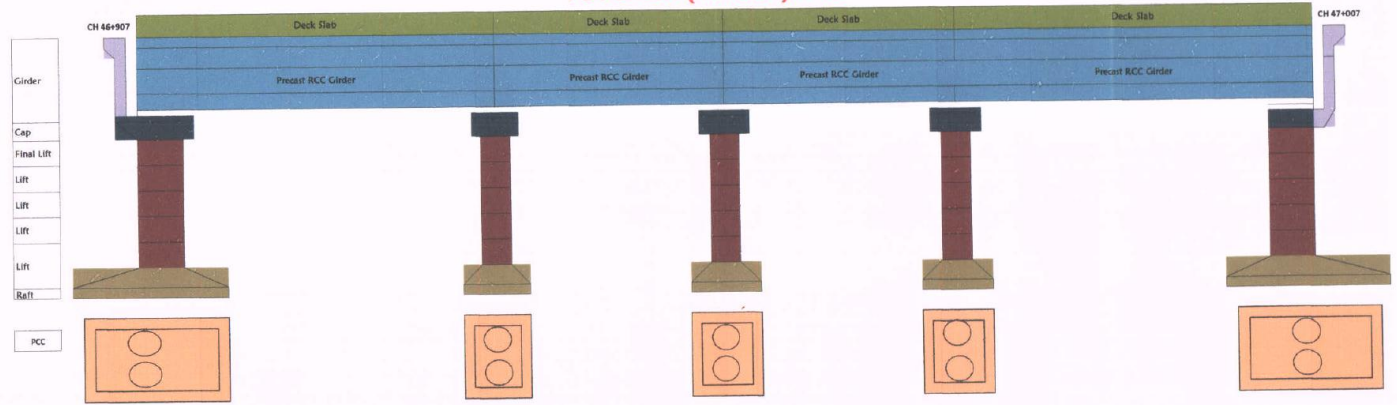 CH 46+907
Deck Slab
Deck Slab
Deck Slab
Deck Slab
CH 47+007
Girder
Precast RCC Girder
Precast RCC Girder
Precast RCC Girder
Precast RCC Girder
Cap
Final Lift
Lift
Lift
Lift
Lift
Raft
PCC